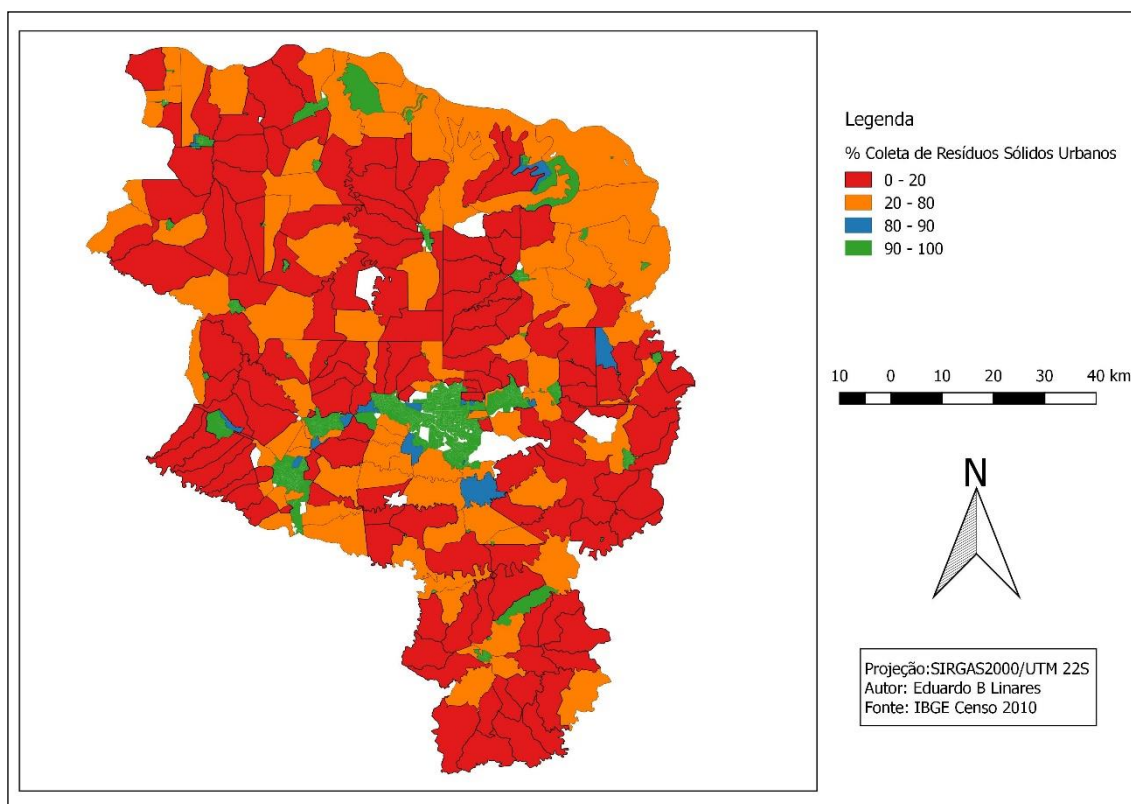 Legenda
% Coleta de Resíduos Sólidos Urbanos
0 - 20
20 - 80
80 - 90
90 - 100
10 0 10 20 30 40 km
N
Projeção:SIRGAS2000/UTM 22S
Autor: Eduardo B Linares
Fonte: IBGE Censo 2010